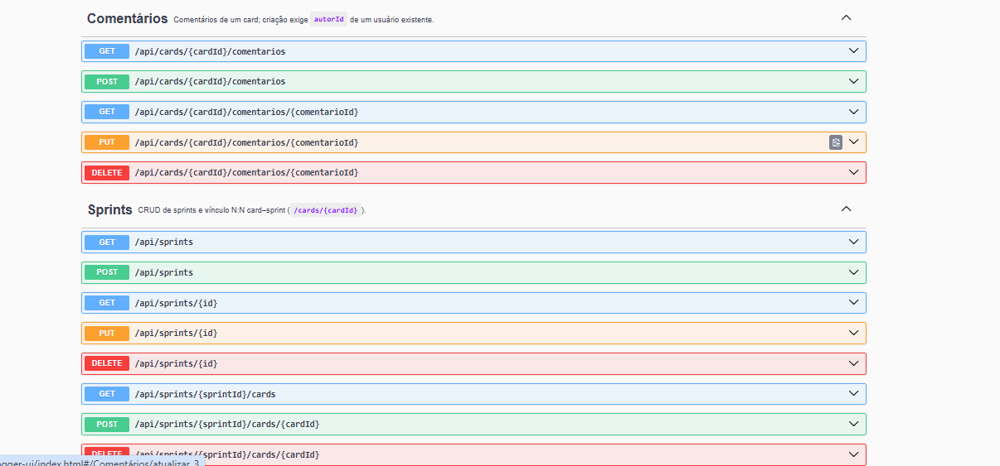 Comentários Comentários de um card; criação exige autorId de um usuário existente.
GET /api/cards/{cardId}/comentarios
POST /api/cards/{cardId}/comentarios
GET /api/cards/{cardId}/comentarios/{comentarioId}
PUT /api/cards/{cardId}/comentarios/{comentarioId}
DELETE /api/cards/{cardId}/comentarios/{comentarioId}
Sprints CRUD de sprints e vínculo N:N card–sprint (/cards/{cardId}).
GET /api/sprints
POST /api/sprints
GET /api/sprints/{id}
PUT /api/sprints/{id}
DELETE /api/sprints/{id}
GET /api/sprints/{sprintId}/cards
POST /api/sprints/{sprintId}/cards/{cardId}
DELETE /api/sprints/{sprintId}/cards/{cardId}
gger-ui/index.html#/Comentários/atualizar_3